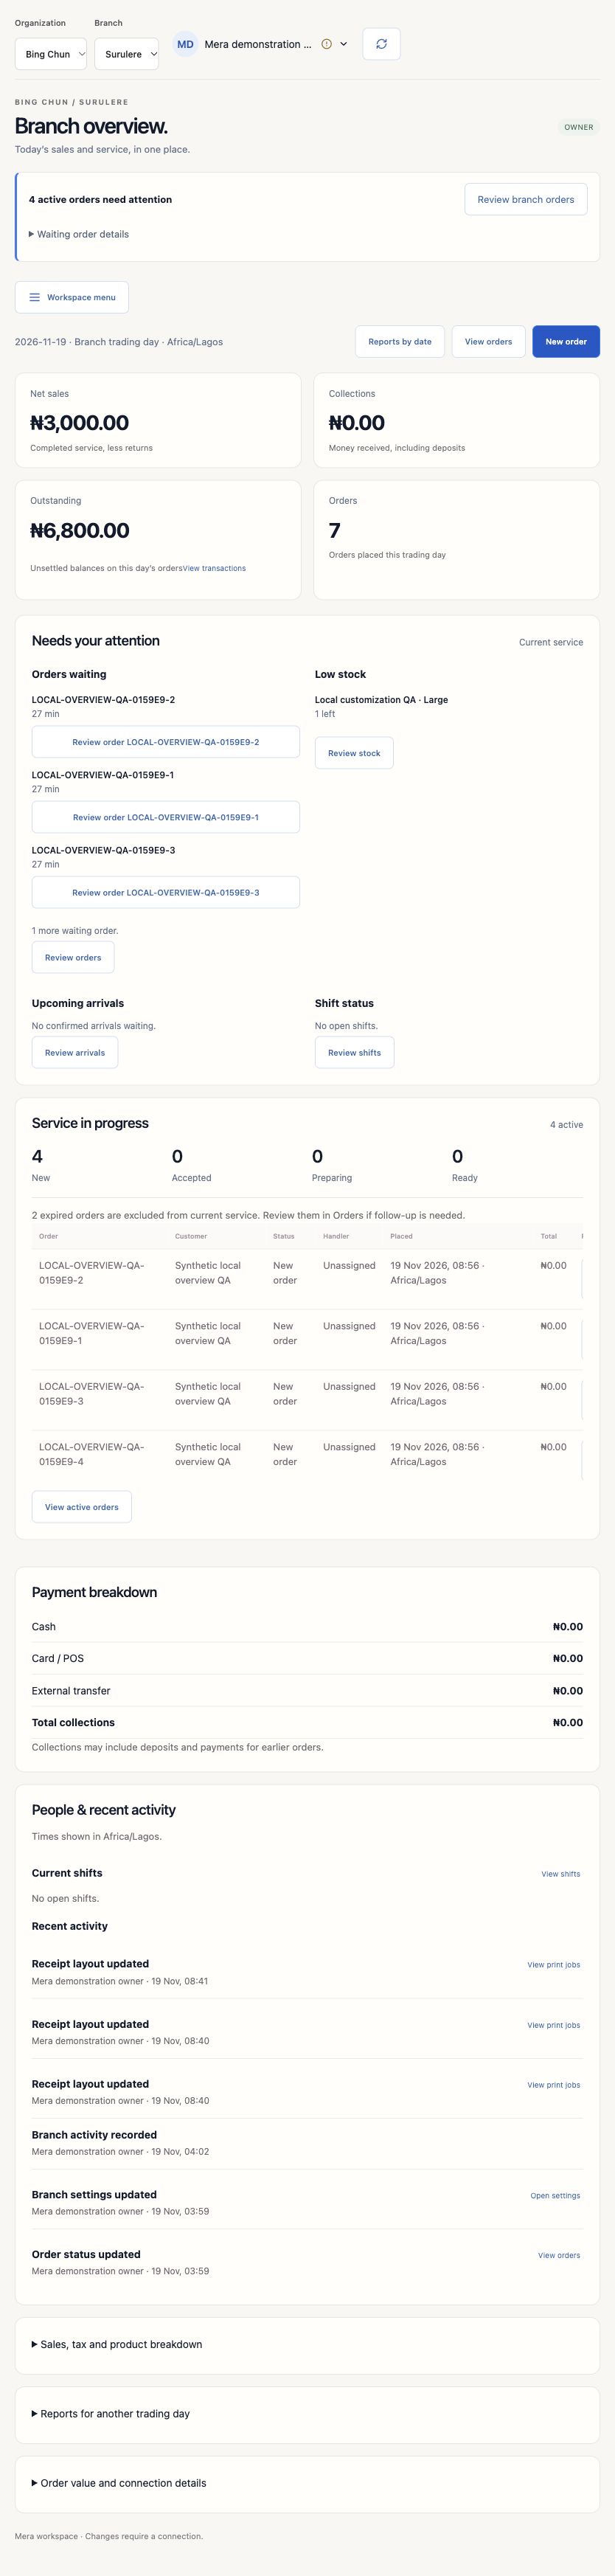 Organization
Branch
Bing Chun
Surulere
MD
Mera demonstration ...
BING CHUN / SURULERE
Branch overview.
OWNER
Today's sales and service, in one place.
4 active orders need attention
Review branch orders
Waiting order details
Workspace menu
2026-11-19 · Branch trading day · Africa/Lagos
Reports by date
View orders
New order
Net sales
₦3,000.00
Completed service, less returns
Collections
₦0.00
Money received, including deposits
Outstanding
₦6,800.00
Unsettled balances on this day's ordersView transactions
Orders
7
Orders placed this trading day
Needs your attention
Current service
Orders waiting
LOCAL-OVERVIEW-QA-0159E9-2
27 min
Review order LOCAL-OVERVIEW-QA-0159E9-2
LOCAL-OVERVIEW-QA-0159E9-1
27 min
Review order LOCAL-OVERVIEW-QA-0159E9-1
LOCAL-OVERVIEW-QA-0159E9-3
27 min
Review order LOCAL-OVERVIEW-QA-0159E9-3
1 more waiting order.
Review orders
Low stock
Local customization QA · Large
1 left
Review stock
Upcoming arrivals
No confirmed arrivals waiting.
Review arrivals
Shift status
No open shifts.
Review shifts
Service in progress
4 active
4
New
0
Accepted
0
Preparing
0
Ready
2 expired orders are excluded from current service. Review them in Orders if follow-up is needed.
Order Customer Status Handler Placed Total
LOCAL-OVERVIEW-QA-0159E9-2 Synthetic local overview QA New order Unassigned 19 Nov 2026, 08:56 · Africa/Lagos ₦0.00
LOCAL-OVERVIEW-QA-0159E9-1 Synthetic local overview QA New order Unassigned 19 Nov 2026, 08:56 · Africa/Lagos ₦0.00
LOCAL-OVERVIEW-QA-0159E9-3 Synthetic local overview QA New order Unassigned 19 Nov 2026, 08:56 · Africa/Lagos ₦0.00
LOCAL-OVERVIEW-QA-0159E9-4 Synthetic local overview QA New order Unassigned 19 Nov 2026, 08:56 · Africa/Lagos ₦0.00
View active orders
Payment breakdown
Cash ₦0.00
Card / POS ₦0.00
External transfer ₦0.00
Total collections ₦0.00
Collections may include deposits and payments for earlier orders.
People & recent activity
Times shown in Africa/Lagos.
Current shifts
View shifts
No open shifts.
Recent activity
Receipt layout updated
View print jobs
Mera demonstration owner · 19 Nov, 08:41
Receipt layout updated
View print jobs
Mera demonstration owner · 19 Nov, 08:40
Receipt layout updated
View print jobs
Mera demonstration owner · 19 Nov, 08:40
Branch activity recorded
Mera demonstration owner · 19 Nov, 04:02
Branch settings updated
Open settings
Mera demonstration owner · 19 Nov, 03:59
Order status updated
View orders
Mera demonstration owner · 19 Nov, 03:59
Sales, tax and product breakdown
Reports for another trading day
Order value and connection details
Mera workspace · Changes require a connection.